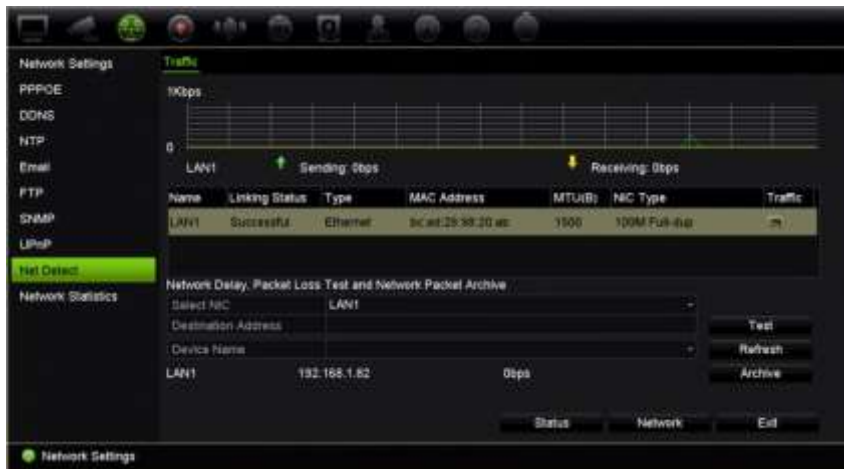 Network Settings
Traffic
PPPOE
1Kbps
DDNS
NTP
0
Email
LAN1 Sending: 0bps Receiving: 0bps
FTP
Name Linking Status Type MAC Address MTU(B) NIC Type Traffic
SNMP
LAN1 Successful Ethernet 1500 100M Full-dup
UPnP
Net Detect
Network Delay, Packet Loss Test and Network Packet Archive
Network Statistics
Select NIC LAN1
Destination Address Test
Device Name Refresh
LAN1 192.168.1.82 0bps Archive
Status Network Exit
Network Settings